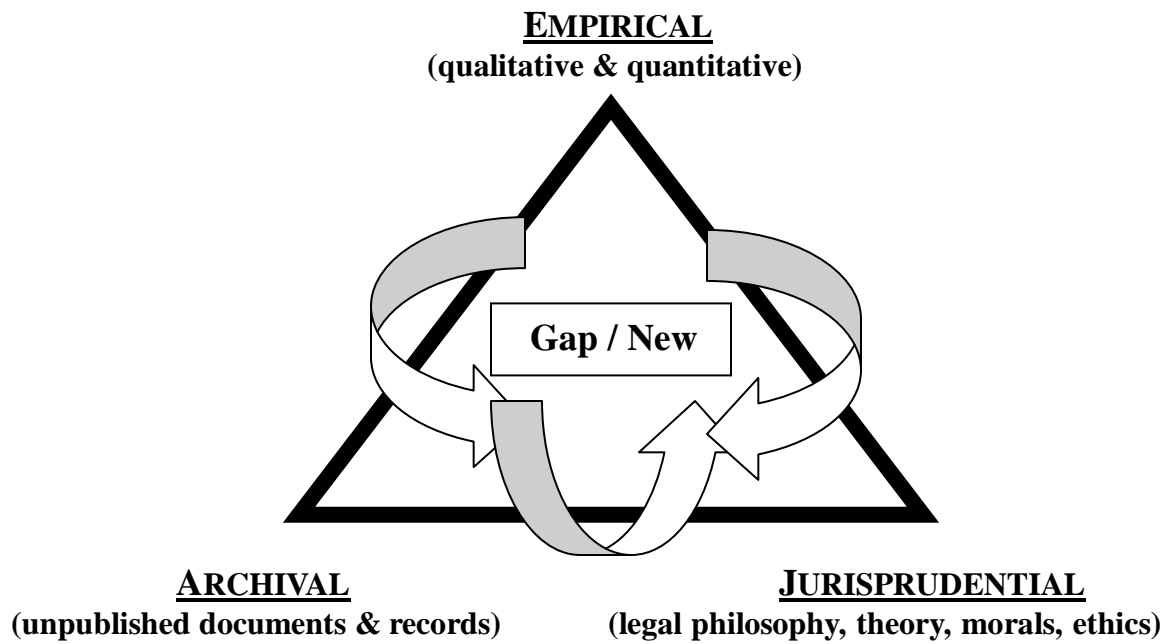 EMPIRICAL
(qualitative & quantitative)
Gap / New
ARCHIVAL
(unpublished documents & records)
JURISPRUDENTIAL
(legal philosophy, theory, morals, ethics)